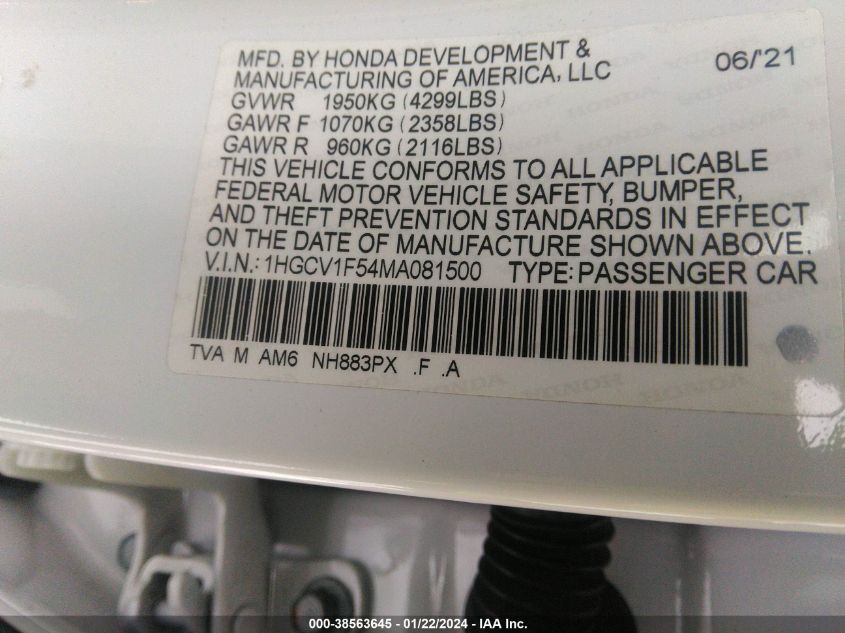 MFD. BY HONDA DEVELOPMENT &
MANUFACTURING OF AMERICA, LLC 06/'21
GVWR 1950KG (4299LBS)
GAWR F 1070KG (2358LBS)
GAWR R 960KG (2116LBS)
THIS VEHICLE CONFORMS TO ALL APPLICABLE
FEDERAL MOTOR VEHICLE SAFETY, BUMPER,
AND THEFT PREVENTION STANDARDS IN EFFECT
ON THE DATE OF MANUFACTURE SHOWN ABOVE.
V.I.N.: 1HGCV1F54MA081500 TYPE: PASSENGER CAR
TVA M AM6 NH883PX .F .A
000-38563645 / 01/22/2024 - IAA Inc.